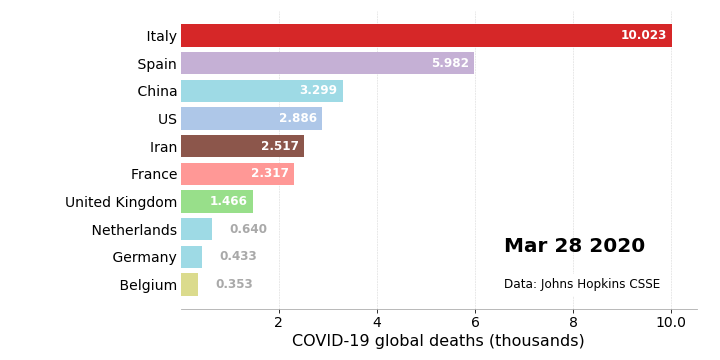 Italy 10.023
Spain 5.982
China 3.299
US 2.886
Iran 2.517
France 2.317
United Kingdom 1.466
Netherlands 0.640
Germany 0.433
Belgium 0.353
Mar 28 2020
Data: Johns Hopkins CSSE
2 4 6 8 10.0
COVID-19 global deaths (thousands)